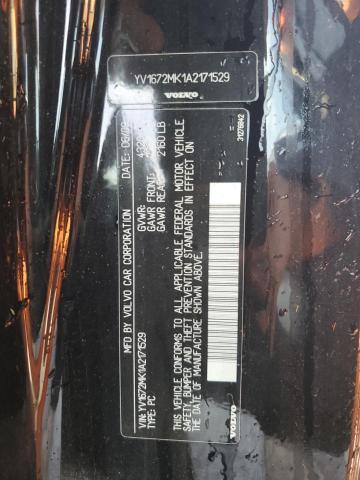 YV1672MK1A2171529
VOLVO
MFD BY VOLVO CAR CORPORATION
DATE: 06/09
GVWR:
GAWR FRONT:
GAWR REAR: 2160 LB
THIS VEHICLE CONFORMS TO ALL APPLICABLE FEDERAL MOTOR VEHICLE
SAFETY, BUMPER AND THEFT PREVENTION STANDARDS IN EFFECT ON
THE DATE OF MANUFACTURE SHOWN ABOVE.
VIN: YV1672MK1A2171529
TYPE: PC
31276842
VOLVO